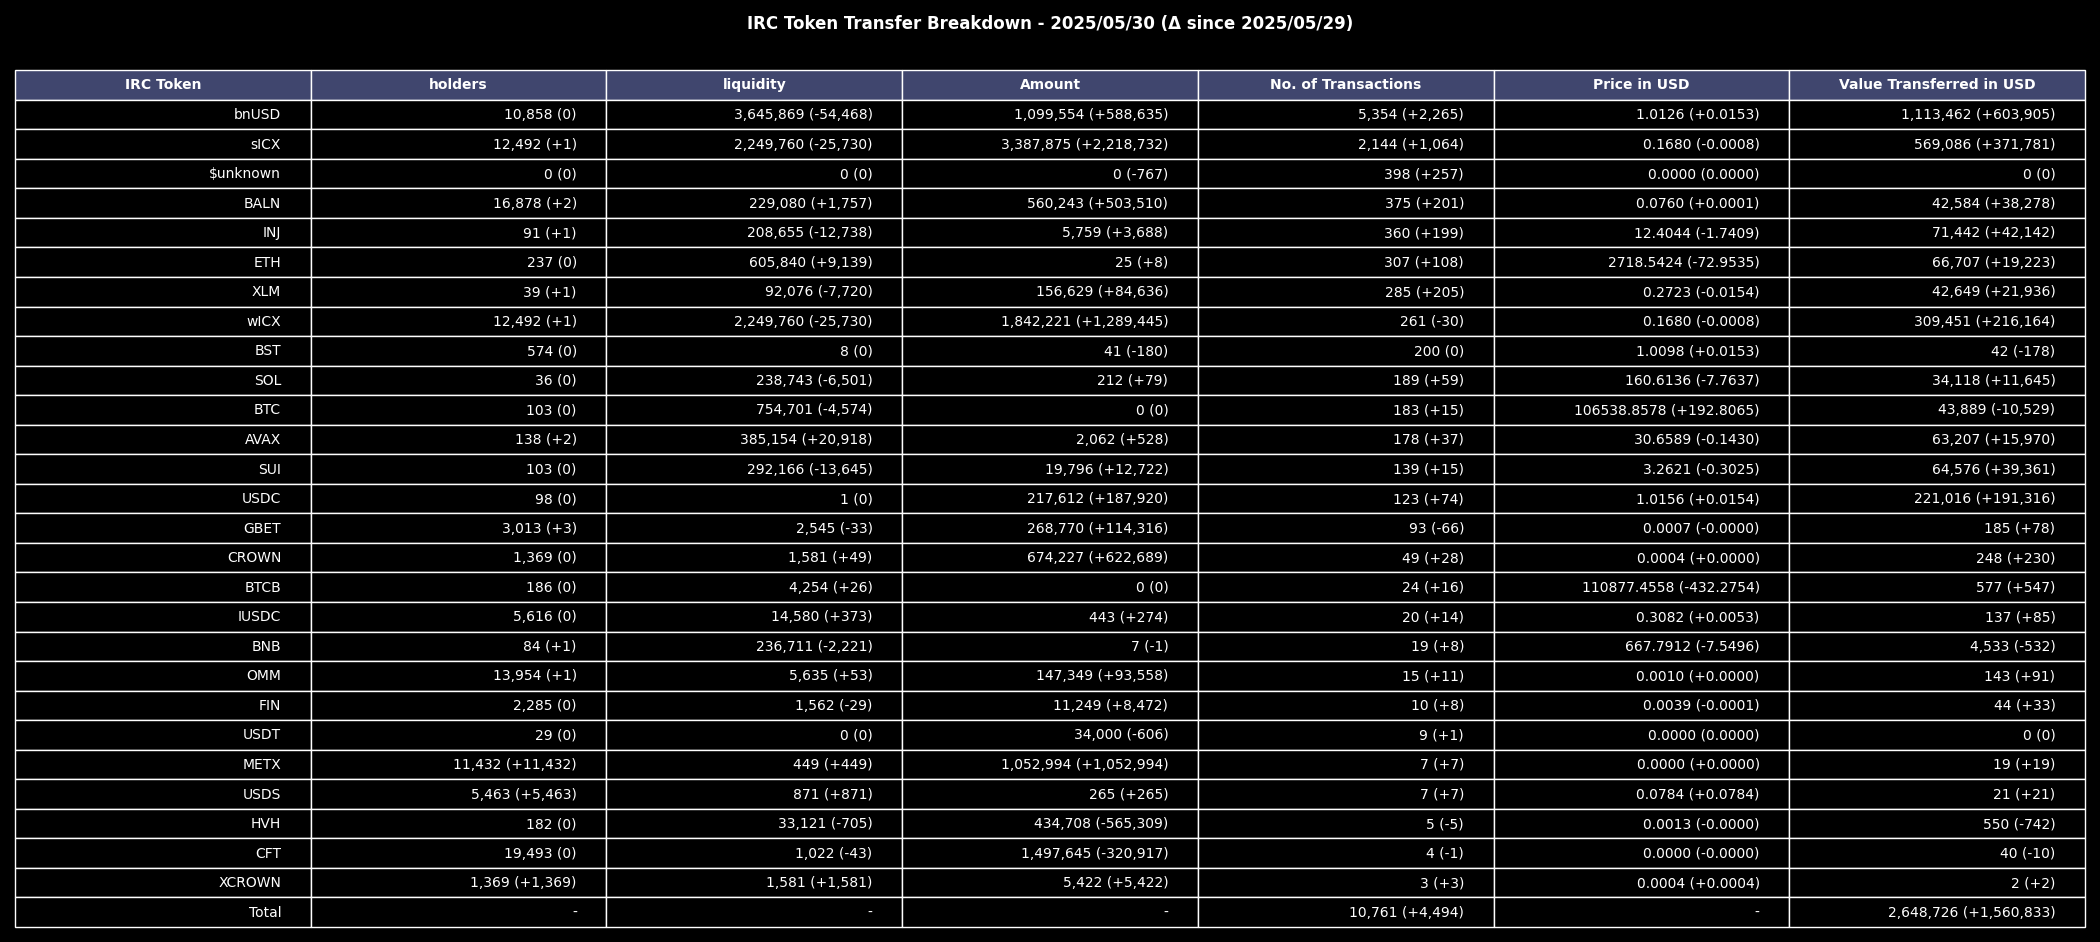 IRC Token Transfer Breakdown - 2025/05/30 (Δ since 2025/05/29)
IRC Token holders liquidity Amount No. of Transactions Price in USD Value Transferred in USD
bnUSD 10,858 (0) 3,645,869 (-54,468) 1,099,554 (+588,635) 5,354 (+2,265) 1.0126 (+0.0153) 1,113,462 (+603,905)
sICX 12,492 (+1) 2,249,760 (-25,730) 3,387,875 (+2,218,732) 2,144 (+1,064) 0.1680 (-0.0008) 569,086 (+371,781)
$unknown 0 (0) 0 (0) 0 (-767) 398 (+257) 0.0000 (0.0000) 0 (0)
BALN 16,878 (+2) 229,080 (+1,757) 560,243 (+503,510) 375 (+201) 0.0760 (+0.0001) 42,584 (+38,278)
INJ 91 (+1) 208,655 (-12,738) 5,759 (+3,688) 360 (+199) 12.4044 (-1.7409) 71,442 (+42,142)
ETH 237 (0) 605,840 (+9,139) 25 (+8) 307 (+108) 2718.5424 (-72.9535) 66,707 (+19,223)
XLM 39 (+1) 92,076 (-7,720) 156,629 (+84,636) 285 (+205) 0.2723 (-0.0154) 42,649 (+21,936)
wICX 12,492 (+1) 2,249,760 (-25,730) 1,842,221 (+1,289,445) 261 (-30) 0.1680 (-0.0008) 309,451 (+216,164)
BST 574 (0) 8 (0) 41 (-180) 200 (0) 1.0098 (+0.0153) 42 (-178)
SOL 36 (0) 238,743 (-6,501) 212 (+79) 189 (+59) 160.6136 (-7.7637) 34,118 (+11,645)
BTC 103 (0) 754,701 (-4,574) 0 (0) 183 (+15) 106538.8578 (+192.8065) 43,889 (-10,529)
AVAX 138 (+2) 385,154 (+20,918) 2,062 (+528) 178 (+37) 30.6589 (-0.1430) 63,207 (+15,970)
SUI 103 (0) 292,166 (-13,645) 19,796 (+12,722) 139 (+15) 3.2621 (-0.3025) 64,576 (+39,361)
USDC 98 (0) 1 (0) 217,612 (+187,920) 123 (+74) 1.0156 (+0.0154) 221,016 (+191,316)
GBET 3,013 (+3) 2,545 (-33) 268,770 (+114,316) 93 (-66) 0.0007 (-0.0000) 185 (+78)
CROWN 1,369 (0) 1,581 (+49) 674,227 (+622,689) 49 (+28) 0.0004 (+0.0000) 248 (+230)
BTCB 186 (0) 4,254 (+26) 0 (0) 24 (+16) 110877.4558 (-432.2754) 577 (+547)
IUSDC 5,616 (0) 14,580 (+373) 443 (+274) 20 (+14) 0.3082 (+0.0053) 137 (+85)
BNB 84 (+1) 236,711 (-2,221) 7 (-1) 19 (+8) 667.7912 (-7.5496) 4,533 (-532)
OMM 13,954 (+1) 5,635 (+53) 147,349 (+93,558) 15 (+11) 0.0010 (+0.0000) 143 (+91)
FIN 2,285 (0) 1,562 (-29) 11,249 (+8,472) 10 (+8) 0.0039 (-0.0001) 44 (+33)
USDT 29 (0) 0 (0) 34,000 (-606) 9 (+1) 0.0000 (0.0000) 0 (0)
METX 11,432 (+11,432) 449 (+449) 1,052,994 (+1,052,994) 7 (+7) 0.0000 (+0.0000) 19 (+19)
USDS 5,463 (+5,463) 871 (+871) 265 (+265) 7 (+7) 0.0784 (+0.0784) 21 (+21)
HVH 182 (0) 33,121 (-705) 434,708 (-565,309) 5 (-5) 0.0013 (-0.0000) 550 (-742)
CFT 19,493 (0) 1,022 (-43) 1,497,645 (-320,917) 4 (-1) 0.0000 (-0.0000) 40 (-10)
XCROWN 1,369 (+1,369) 1,581 (+1,581) 5,422 (+5,422) 3 (+3) 0.0004 (+0.0004) 2 (+2)
Total - - - 10,761 (+4,494) - 2,648,726 (+1,560,833)